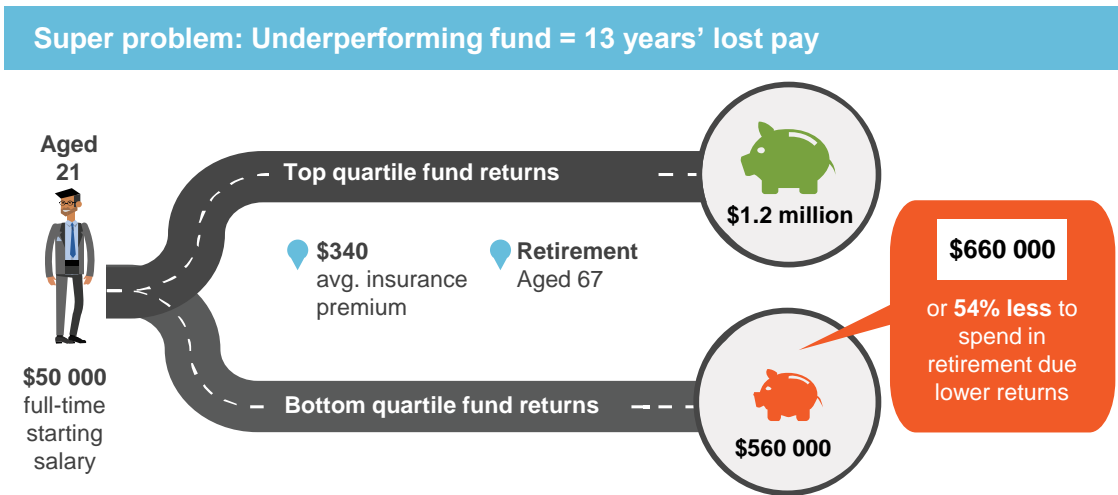 Super problem: Underperforming fund = 13 years’ lost pay
Aged
21
$50 000
full-time
starting
salary
Top quartile fund returns
$1.2 million
$340
avg. insurance
premium
Retirement
Aged 67
Bottom quartile fund returns
$560 000
$660 000
or 54% less to
spend in
retirement due
lower returns